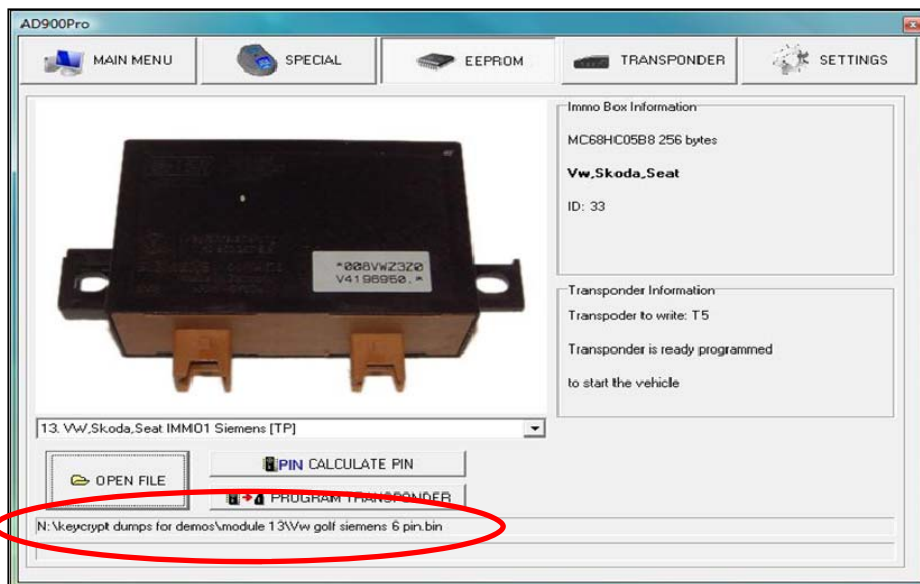 AD900Pro
MAIN MENU
SPECIAL
EEPROM
TRANSPONDER
SETTINGS
*008VWZ3Z0
V4196950.*
Immo Box Information
MC68HC05B8 256 bytes
Vw,Skoda,Seat
ID: 33
Transponder Information
Transpoder to write: T5
Transponder is ready programmed
to start the vehicle
13. VW,Skoda,Seat IMMO1 Siemens [TP]
OPEN FILE
PIN CALCULATE PIN
PROGRAM TRANSPONDER
N:\keycrypt dumps for demos\module 13\Vw golf siemens 6 pin.bin